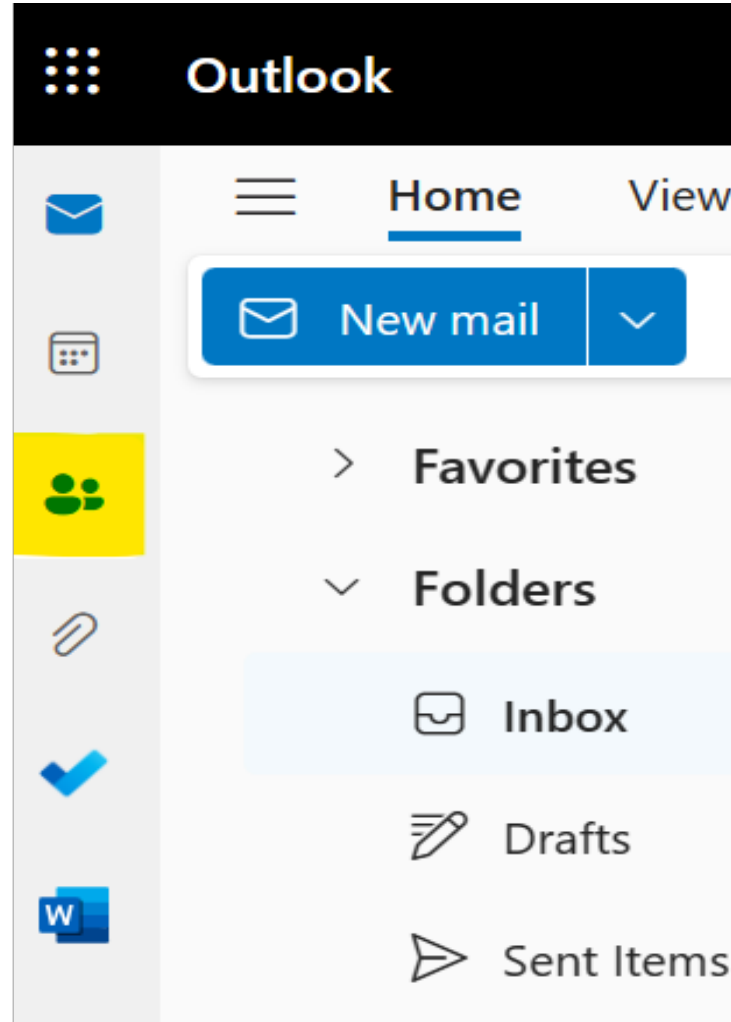 Outlook
Home View
New mail
Favorites
Folders
Inbox
Drafts
W
Sent Items